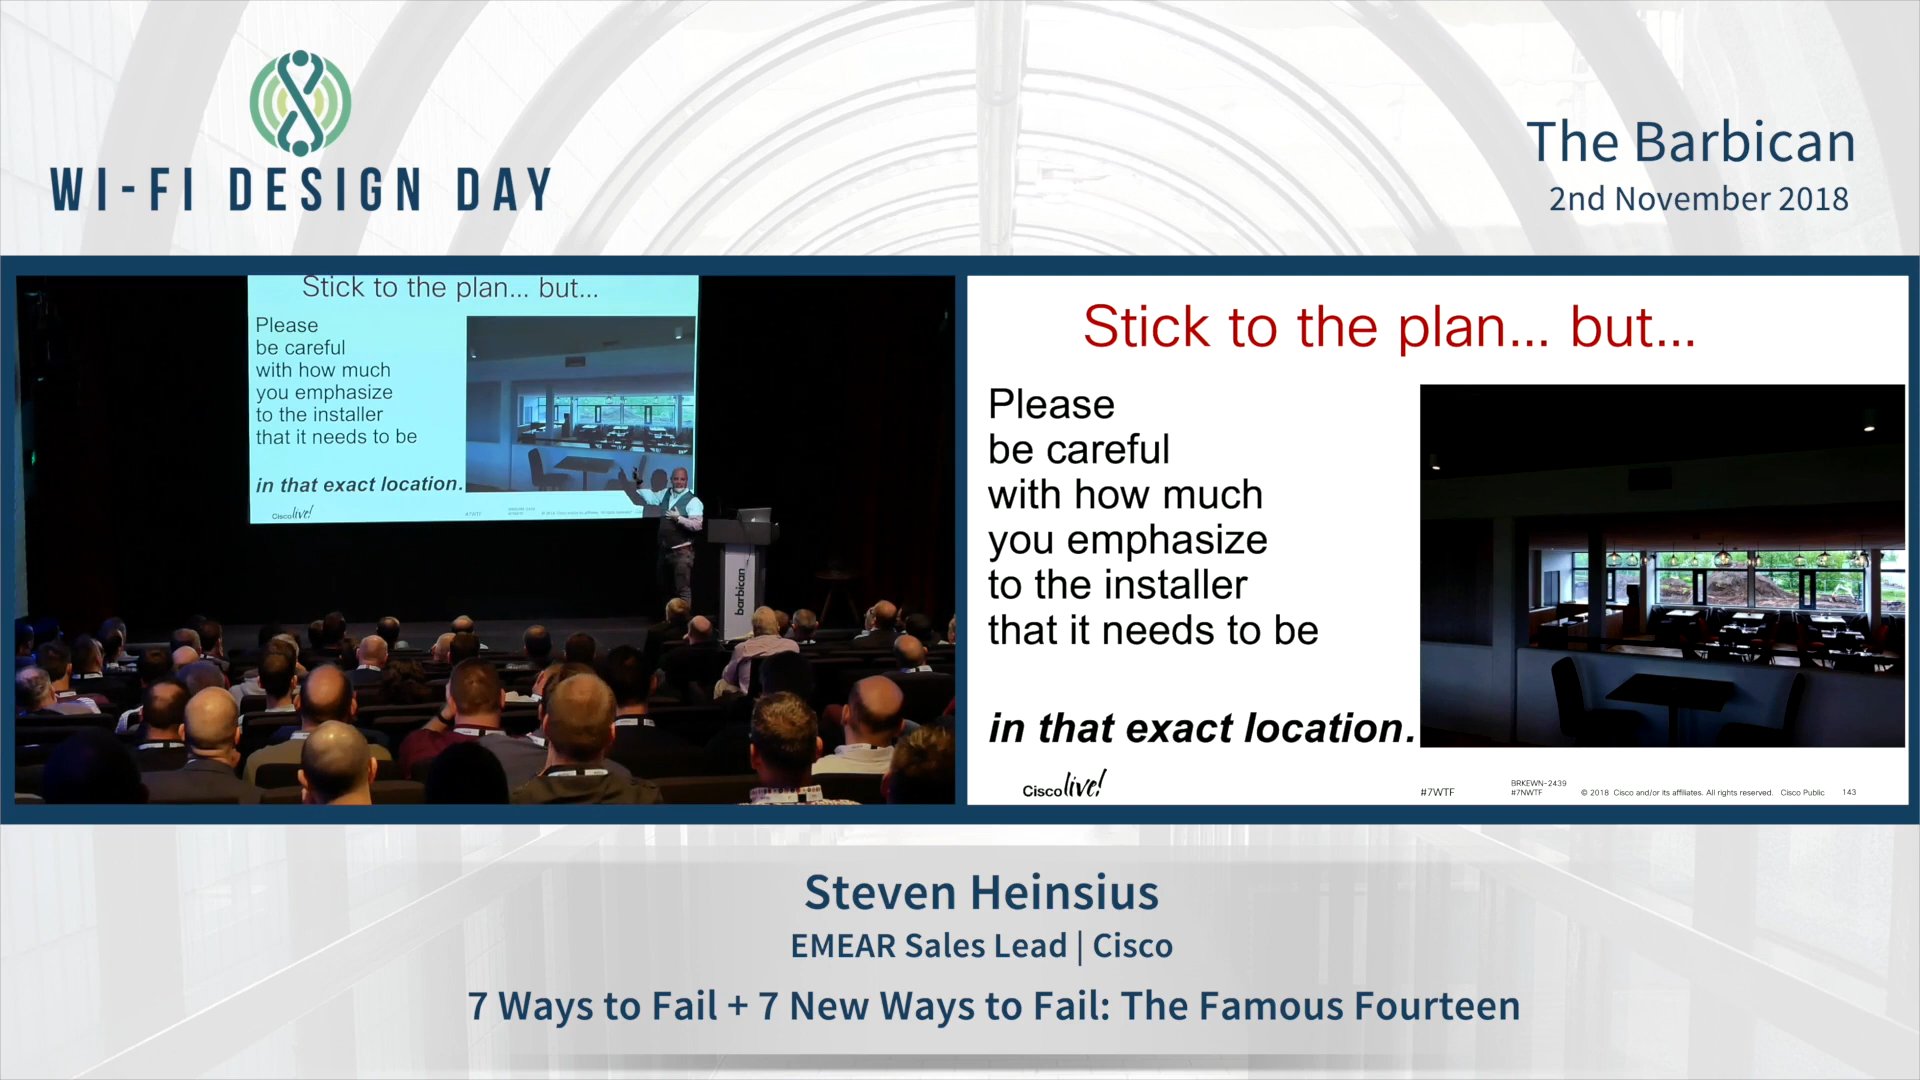 WI-FI DESIGN DAY
The Barbican
2nd November 2018
Stick to the plan... but...
Please
be careful
with how much
you emphasize
to the installer
that it needs to be
in that exact location.
Cisco live!
#7WTF
barbican
Stick to the plan... but...
Please
be careful
with how much
you emphasize
to the installer
that it needs to be
in that exact location.
Cisco live!
#7WTF
BRKEWN-2439
#7NWTF
© 2018 Cisco and/or its affiliates. All rights reserved. Cisco Public
143
Steven Heinsius
EMEAR Sales Lead | Cisco
7 Ways to Fail + 7 New Ways to Fail: The Famous Fourteen